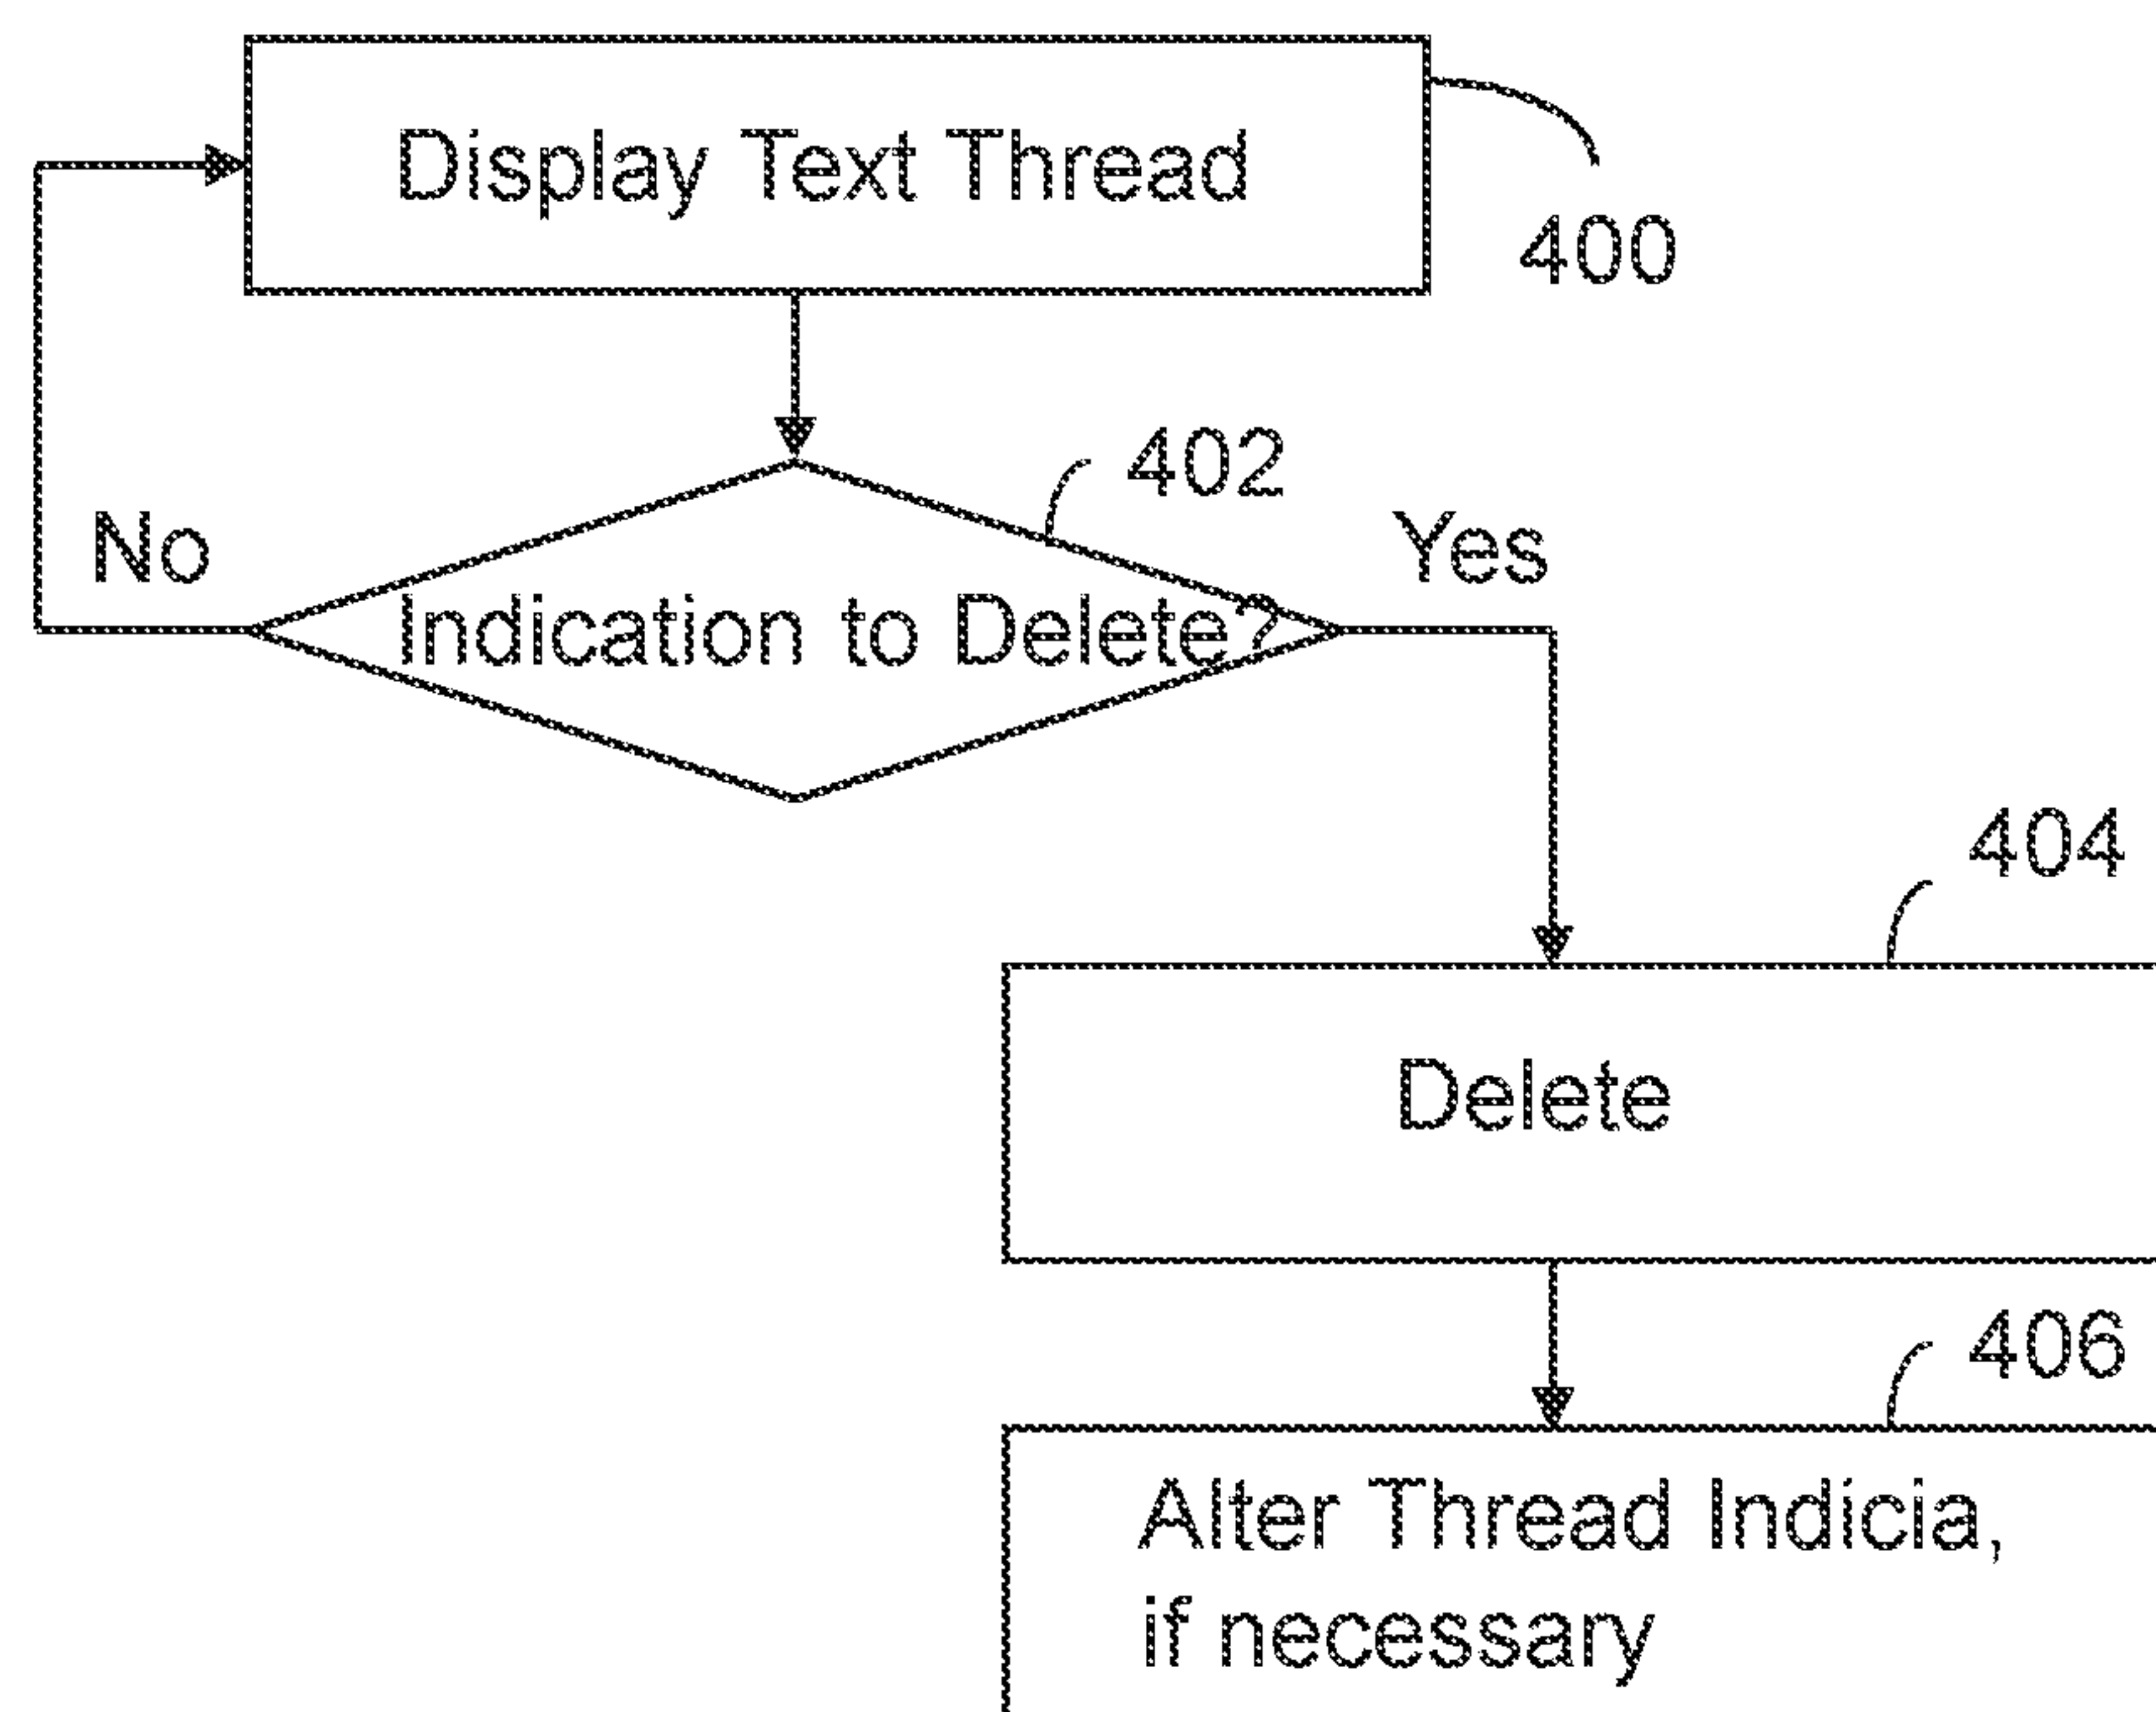 Display Text Thread
400
402
No
Yes
Indication to Delete?
404
Delete
406
Alter Thread Indicia,
if necessary